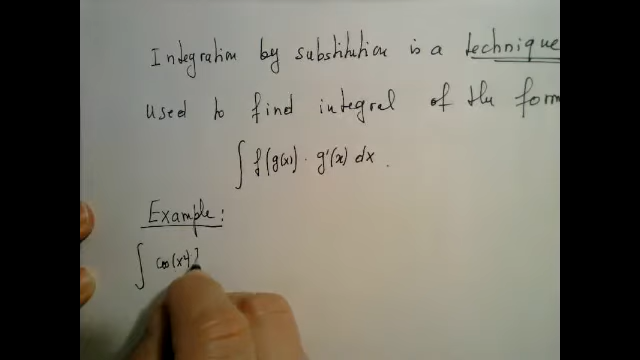 Integration by substitution is a technique
used to find integral of the form
∫ f(g(x)) · g'(x) dx .
Example:
∫ cos(x⁴)